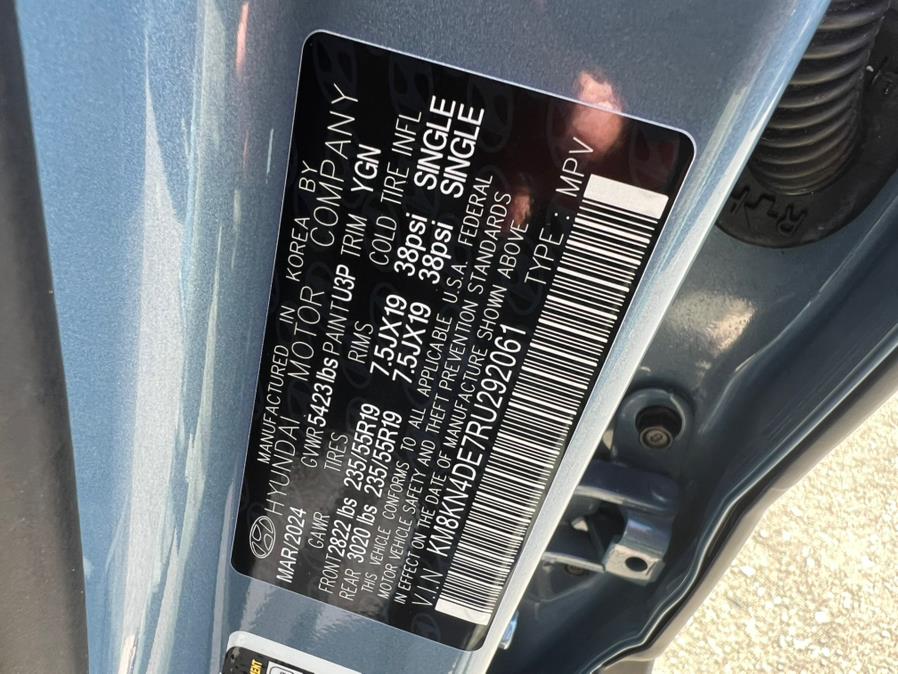 MANUFACTURED IN KOREA BY
HYUNDAI MOTOR COMPANY
MAR/2024 GVWR 5423lbs PAINT U3P TRIM YGN
GAWR TIRES RIMS COLD TIRE INFL
FRONT 2822 lbs 235/55R19 7.5JX19 38psi SINGLE
REAR 3020 lbs 235/55R19 7.5JX19 38psi SINGLE
THIS VEHICLE CONFORMS TO ALL APPLICABLE U.S.A. FEDERAL
MOTOR VEHICLE SAFETY AND THEFT PREVENTION STANDARDS
IN EFFECT ON THE DATE OF MANUFACTURE SHOWN ABOVE
V.I.N KM8KN4DE7RU292061 TYPE : MPV